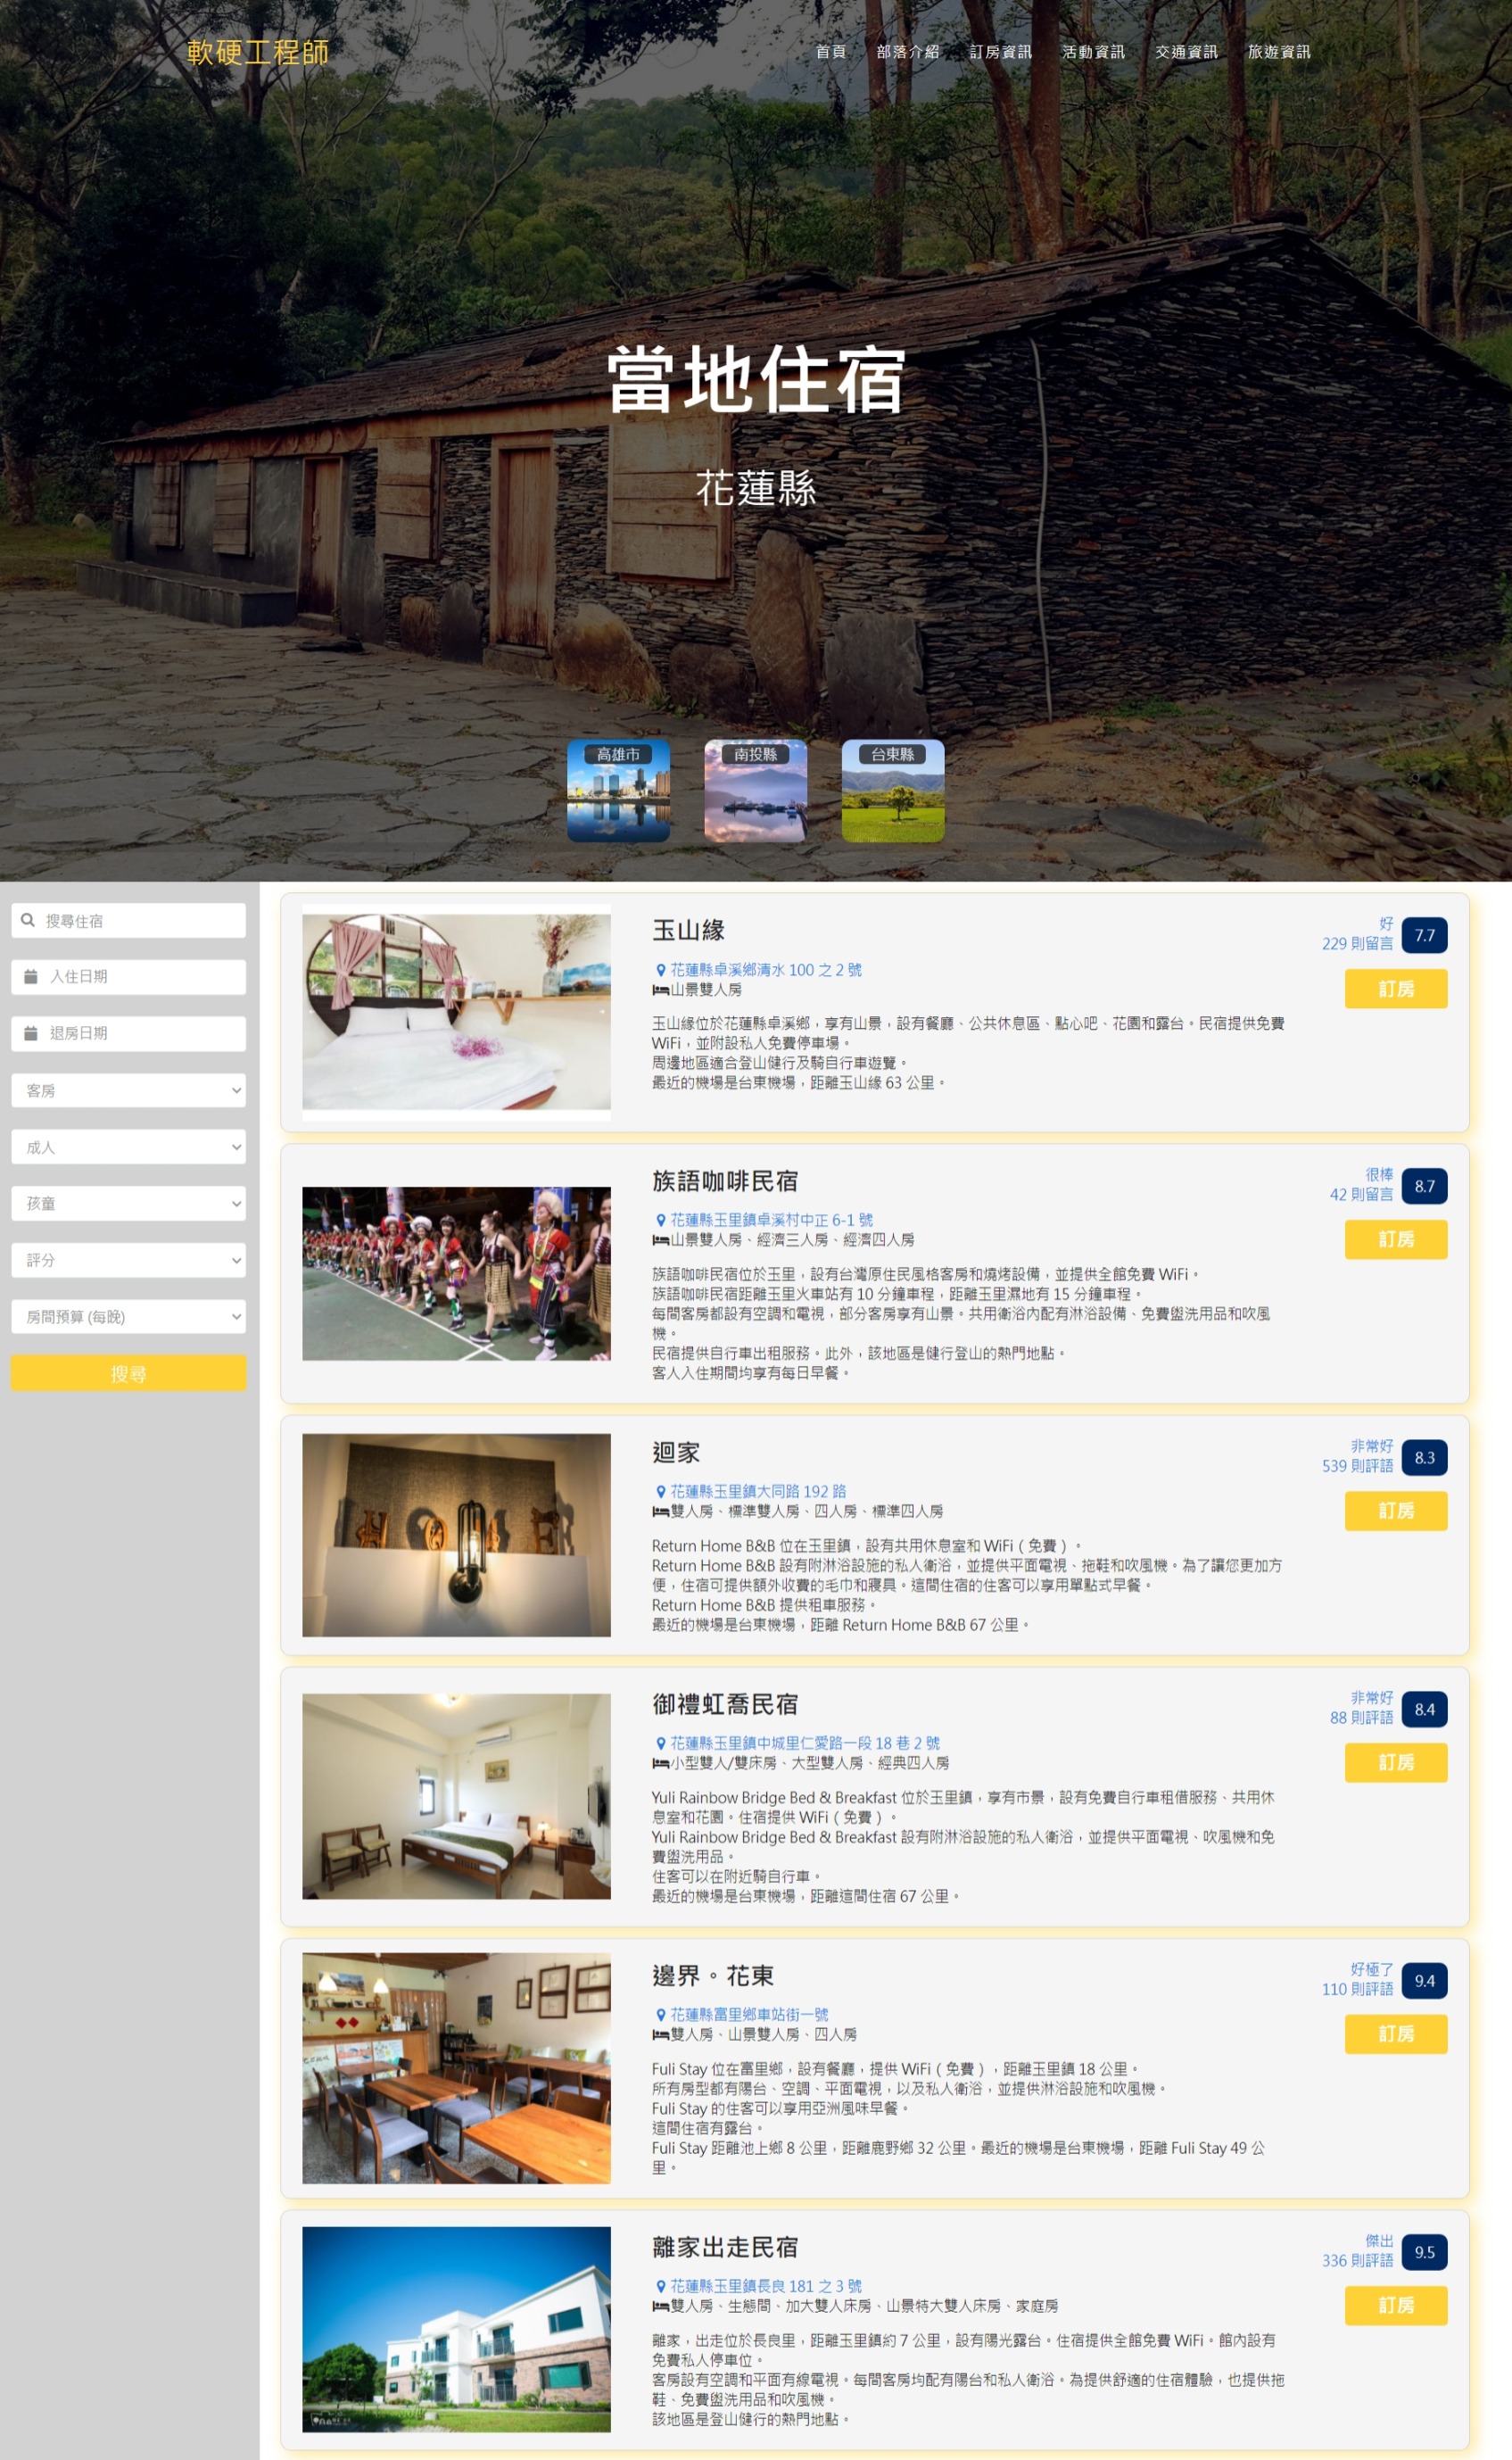 軟硬工程師
首頁 部落介紹 訂房資訊 活動資訊 交通資訊 旅遊資訊
當地住宿
花蓮縣
高雄市 南投縣 台東縣
搜尋住宿
入住日期
退房日期
客房
成人
孩童
評分
房間預算 (每晚)
搜尋
玉山緣
花蓮縣卓溪鄉清水 100 之 2 號
山景雙人房
玉山緣位於花蓮縣卓溪鄉，享有山景，設有餐廳、公共休息區、點心吧、花園和露台。民宿提供免費
WiFi，並附設私人免費停車場。
周邊地區適合登山健行及騎自行車遊覽。
最近的機場是台東機場，距離玉山緣 63 公里。
好
229 則留言
7.7
訂房
族語咖啡民宿
花蓮縣玉里鎮卓溪村中正 6-1 號
山景雙人房、經濟三人房、經濟四人房
族語咖啡民宿位於玉里，設有台灣原住民風格客房和燒烤設備，並提供全館免費 WiFi。
族語咖啡民宿距離玉里火車站有 10 分鐘車程，距離玉里濕地有 15 分鐘車程。
每間客房都設有空調和電視，部分客房享有山景。共用衛浴內配有淋浴設備、免費盥洗用品和吹風
機。
民宿提供自行車出租服務。此外，該地區是健行登山的熱門地點。
客人入住期間均享有每日早餐。
很棒
42 則留言
8.7
訂房
迴家
花蓮縣玉里鎮大同路 192 路
雙人房、標準雙人房、四人房、標準四人房
Return Home B&B 位在玉里鎮，設有共用休息室和 WiFi（免費）。
Return Home B&B 設有附淋浴設施的私人衛浴，並提供平面電視、拖鞋和吹風機。為了讓您更加方
便，住宿可提供額外收費的毛巾和寢具。這間住宿的住客可以享用單點式早餐。
Return Home B&B 提供租車服務。
最近的機場是台東機場，距離 Return Home B&B 67 公里。
非常好
539 則評語
8.3
訂房
御禮虹喬民宿
花蓮縣玉里鎮中城里仁愛路一段 18 巷 2 號
小型雙人/雙床房、大型雙人房、經典四人房
Yuli Rainbow Bridge Bed & Breakfast 位於玉里鎮，享有市景，設有免費自行車租借服務、共用休
息室和花園。住宿提供 WiFi（免費）。
Yuli Rainbow Bridge Bed & Breakfast 設有附淋浴設施的私人衛浴，並提供平面電視、吹風機和免
費盥洗用品。
住客可以在附近騎自行車。
最近的機場是台東機場，距離這間住宿 67 公里。
非常好
88 則評語
8.4
訂房
邊界。花東
花蓮縣富里鄉車站街一號
雙人房、山景雙人房、四人房
Fuli Stay 位在富里鄉，設有餐廳，提供 WiFi（免費），距離玉里鎮 18 公里。
所有房型都有陽台、空調、平面電視，以及私人衛浴，並提供淋浴設施和吹風機。
Fuli Stay 的住客可以享用亞洲風味早餐。
這間住宿有露台。
Fuli Stay 距離池上鄉 8 公里，距離鹿野鄉 32 公里。最近的機場是台東機場，距離 Fuli Stay 49 公
里。
好極了
110 則評語
9.4
訂房
離家出走民宿
花蓮縣玉里鎮長良 181 之 3 號
雙人房、生態間、加大雙人床房、山景特大雙人床房、家庭房
離家，出走位於長良里，距離玉里鎮約 7 公里，設有陽光露台。住宿提供全館免費 WiFi。館內設有
免費私人停車位。
客房設有空調和平面有線電視。每間客房均配有陽台和私人衛浴。為提供舒適的住宿體驗，也提供拖
鞋、免費盥洗用品和吹風機。
該地區是登山健行的熱門地點。
傑出
336 則評語
9.5
訂房